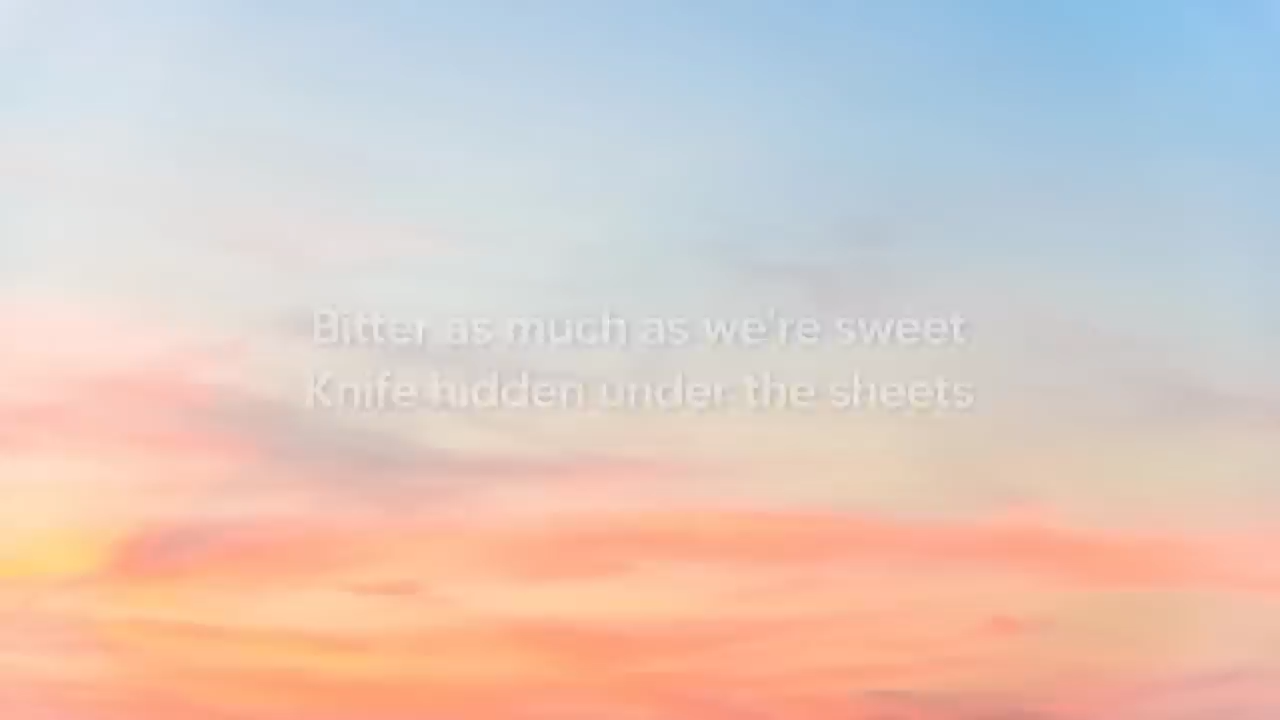 Bitter as much as we're sweet
Knife hidden under the sheets